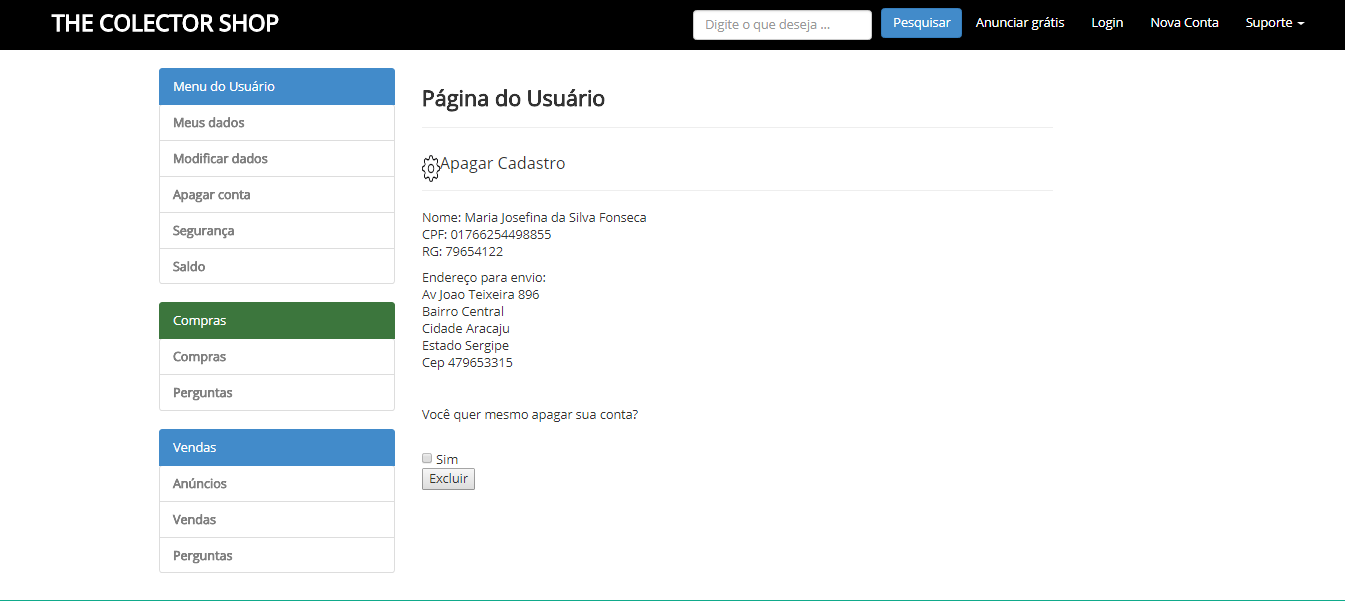 THE COLECTOR SHOP
Digite o que deseja ...
Pesquisar
Anunciar grátis
Login
Nova Conta
Suporte
Menu do Usuário
Meus dados
Modificar dados
Apagar conta
Segurança
Saldo
Compras
Compras
Perguntas
Vendas
Anúncios
Vendas
Perguntas
Página do Usuário
Apagar Cadastro
Nome: Maria Josefina da Silva Fonseca
CPF: 01766254498855
RG: 79654122
Endereço para envio:
Av Joao Teixeira 896
Bairro Central
Cidade Aracaju
Estado Sergipe
Cep 479653315
Você quer mesmo apagar sua conta?
Sim
Excluir